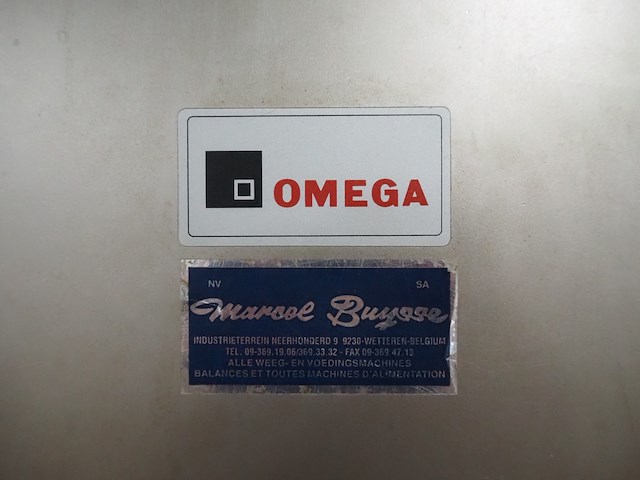 OMEGA
NV SA
Marcel Buysse
INDUSTRIETERREIN NEERHONDERD 9 9230-WETTEREN-BELGIUM
TEL. 09-369.19.06/369.33.32 - FAX 09-369 47.12
ALLE WEEG- EN VOEDINGSMACHINES
BALANCES ET TOUTES MACHINES D'ALIMENTATION